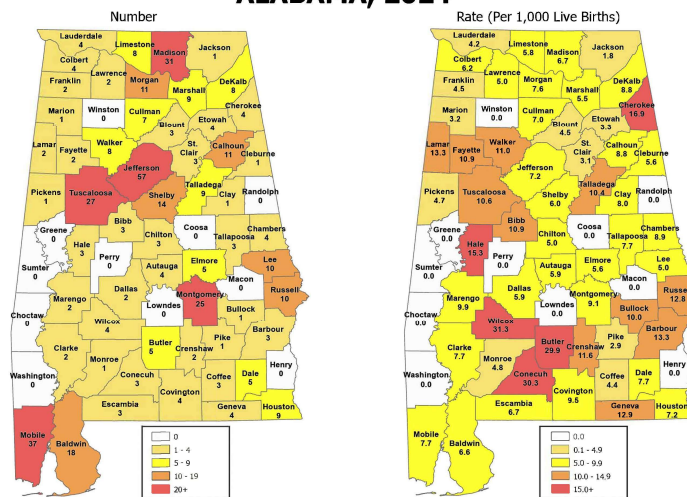 ALABAMA, 2024
Number
Lauderdale
4
Limestone
8
Madison
31
Jackson
1
Colbert
4
Lawrence
2
Franklin
2
Morgan
11
Marshall
9
DeKalb
8
Marion
1
Winston
0
Cullman
7
Blount
3
Etowah
4
Cherokee
4
Lamar
2
Fayette
2
Walker
8
Jefferson
57
St.
Clair
3
Calhoun
11
Cleburne
1
Pickens
1
Tuscaloosa
27
Shelby
14
Talladega
9
Clay
1
Randolph
0
Greene
0
Hale
3
Bibb
3
Chilton
3
Coosa
0
Tallapoosa
3
Chambers
4
Sumter
0
Perry
0
Autauga
4
Elmore
5
Lee
10
Macon
0
Russell
10
Choctaw
0
Marengo
2
Dallas
2
Lowndes
0
Montgomery
25
Bullock
1
Wilcox
4
Butler
5
Crenshaw
2
Pike
1
Barbour
3
Clarke
2
Monroe
1
Conecuh
3
Covington
4
Coffee
3
Dale
5
Henry
0
Washington
0
Escambia
3
Geneva
4
Houston
9
Mobile
37
Baldwin
18
0
1 - 4
5 - 9
10 - 19
20+
Rate (Per 1,000 Live Births)
Lauderdale
4.2
Limestone
5.8
Madison
6.7
Jackson
1.8
Colbert
6.2
Lawrence
5.0
Franklin
4.5
Morgan
7.6
Marshall
5.5
DeKalb
8.8
Marion
3.2
Winston
0.0
Cullman
7.0
Blount
4.5
Etowah
3.3
Cherokee
16.9
Lamar
13.3
Fayette
10.9
Walker
11.0
Jefferson
7.2
St.
Clair
3.1
Calhoun
8.8
Cleburne
5.6
Pickens
4.7
Tuscaloosa
10.6
Shelby
6.0
Talladega
10.4
Clay
8.0
Randolph
0.0
Greene
0.0
Hale
15.3
Bibb
10.9
Chilton
5.0
Coosa
0.0
Tallapoosa
7.7
Chambers
8.9
Sumter
0.0
Perry
0.0
Autauga
5.9
Elmore
5.6
Lee
5.0
Macon
0.0
Russell
12.8
Choctaw
0.0
Marengo
9.9
Dallas
5.9
Lowndes
0.0
Montgomery
9.1
Bullock
10.0
Wilcox
31.3
Butler
29.9
Crenshaw
11.6
Pike
2.9
Barbour
13.3
Clarke
7.7
Monroe
4.8
Conecuh
30.3
Covington
9.5
Coffee
4.4
Dale
7.7
Henry
0.0
Washington
0.0
Escambia
6.7
Geneva
12.9
Houston
7.2
Mobile
7.7
Baldwin
6.6
0.0
0.1 - 4.9
5.0 - 9.9
10.0 - 14.9
15.0+